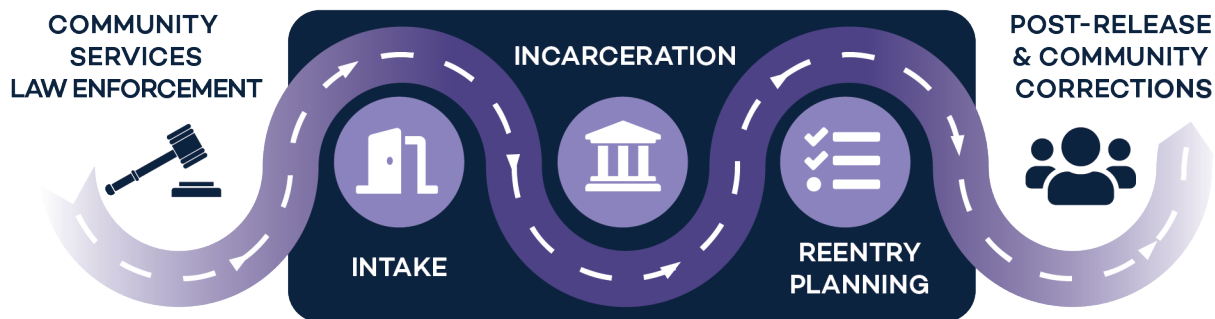 COMMUNITY
SERVICES
LAW ENFORCEMENT
INTAKE
INCARCERATION
REENTRY
PLANNING
POST-RELEASE
& COMMUNITY
CORRECTIONS